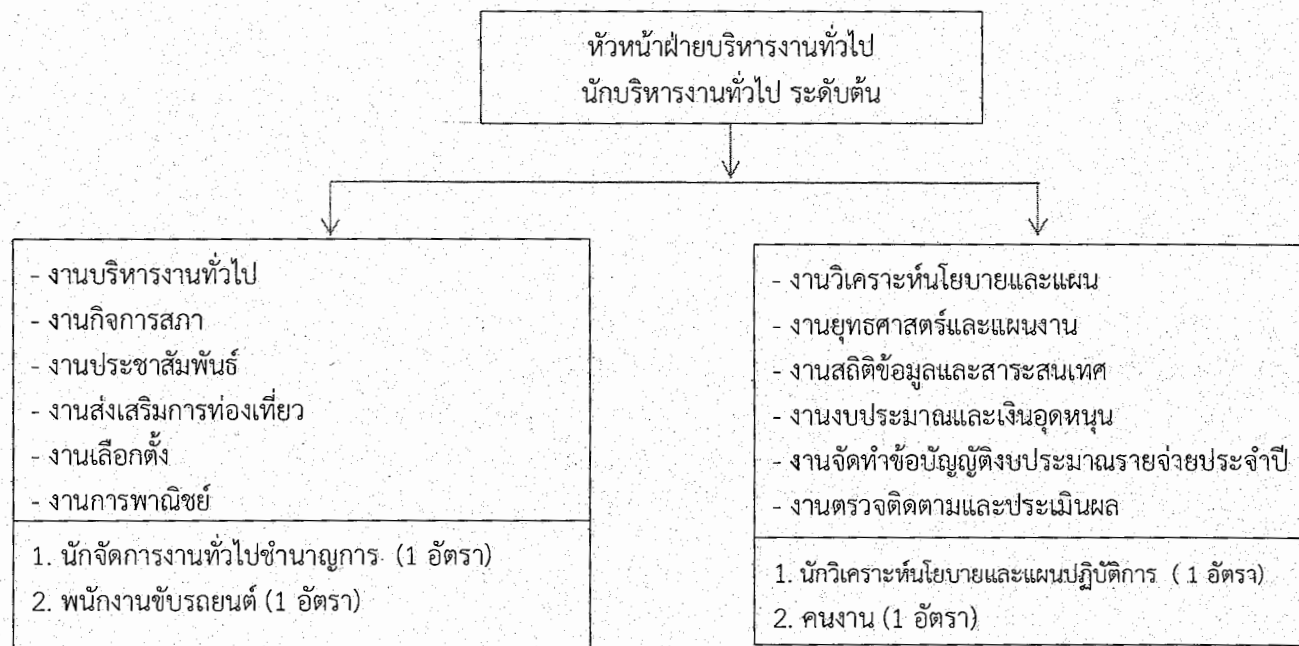 หัวหน้าฝ่ายบริหารงานทั่วไป
นักบริหารงานทั่วไป ระดับต้น
- งานบริหารงานทั่วไป
- งานกิจการสภา
- งานประชาสัมพันธ์
- งานส่งเสริมการท่องเที่ยว
- งานเลือกตั้ง
- งานการพาณิชย์
1. นักจัดการงานทั่วไปชำนาญการ (1 อัตรา)
2. พนักงานขับรถยนต์ (1 อัตรา)
- งานวิเคราะห์นโยบายและแผน
- งานยุทธศาสตร์และแผนงาน
- งานสถิติข้อมูลและสาระสนเทศ
- งานงบประมาณและเงินอุดหนุน
- งานจัดทำข้อบัญญัติงบประมาณรายจ่ายประจำปี
- งานตรวจติดตามและประเมินผล
1. นักวิเคราะห์นโยบายและแผนปฏิบัติการ ( 1 อัตรา)
2. คนงาน (1 อัตรา)